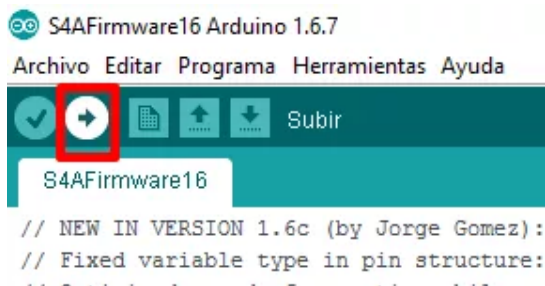 S4AFirmware16 Arduino 1.6.7
Archivo Editar Programa Herramientas Ayuda
Subir
S4AFirmware16
// NEW IN VERSION 1.6c (by Jorge Gomez):
// Fixed variable type in pin structure: